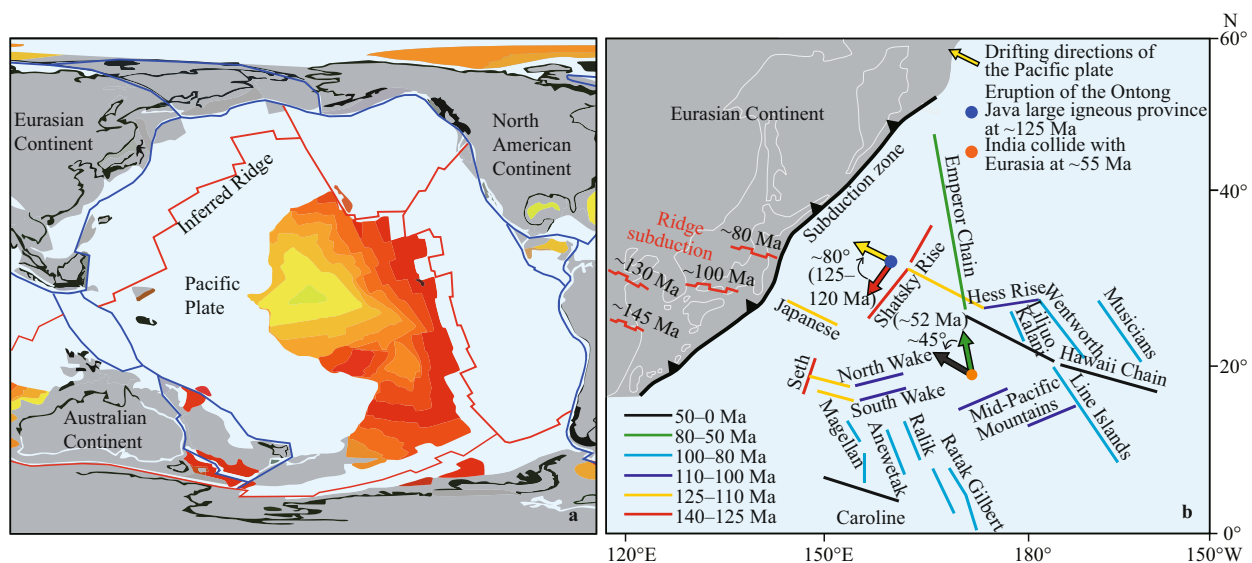 Eurasian
Continent
North
American
Continent
Inferred Ridge
Pacific
Plate
Australian
Continent
a
N
60°
40°
20°
0°
120°E
150°E
180°
150°W
Drifting directions of
the Pacific plate
Eruption of the Ontong
Java large igneous province
at ~125 Ma
India collide with
Eurasia at ~55 Ma
Eurasian Continent
Subduction zone
Emperor Chain
Ridge
subduction
~80 Ma
~100 Ma
~130 Ma
~145 Ma
~80°
(125–
120 Ma)
Shatsky Rise
Japanese
Hess Rise
(~52 Ma)
~45°
Liliuo
Kalani
Wentworth
Musicians
Hawaii Chain
Seth
North Wake
South Wake
Mid-Pacific
Mountains
Line Islands
Magellan
Anewetak
Ralik
Ratak
Gilbert
Caroline
50–0 Ma
80–50 Ma
100–80 Ma
110–100 Ma
125–110 Ma
140–125 Ma
b